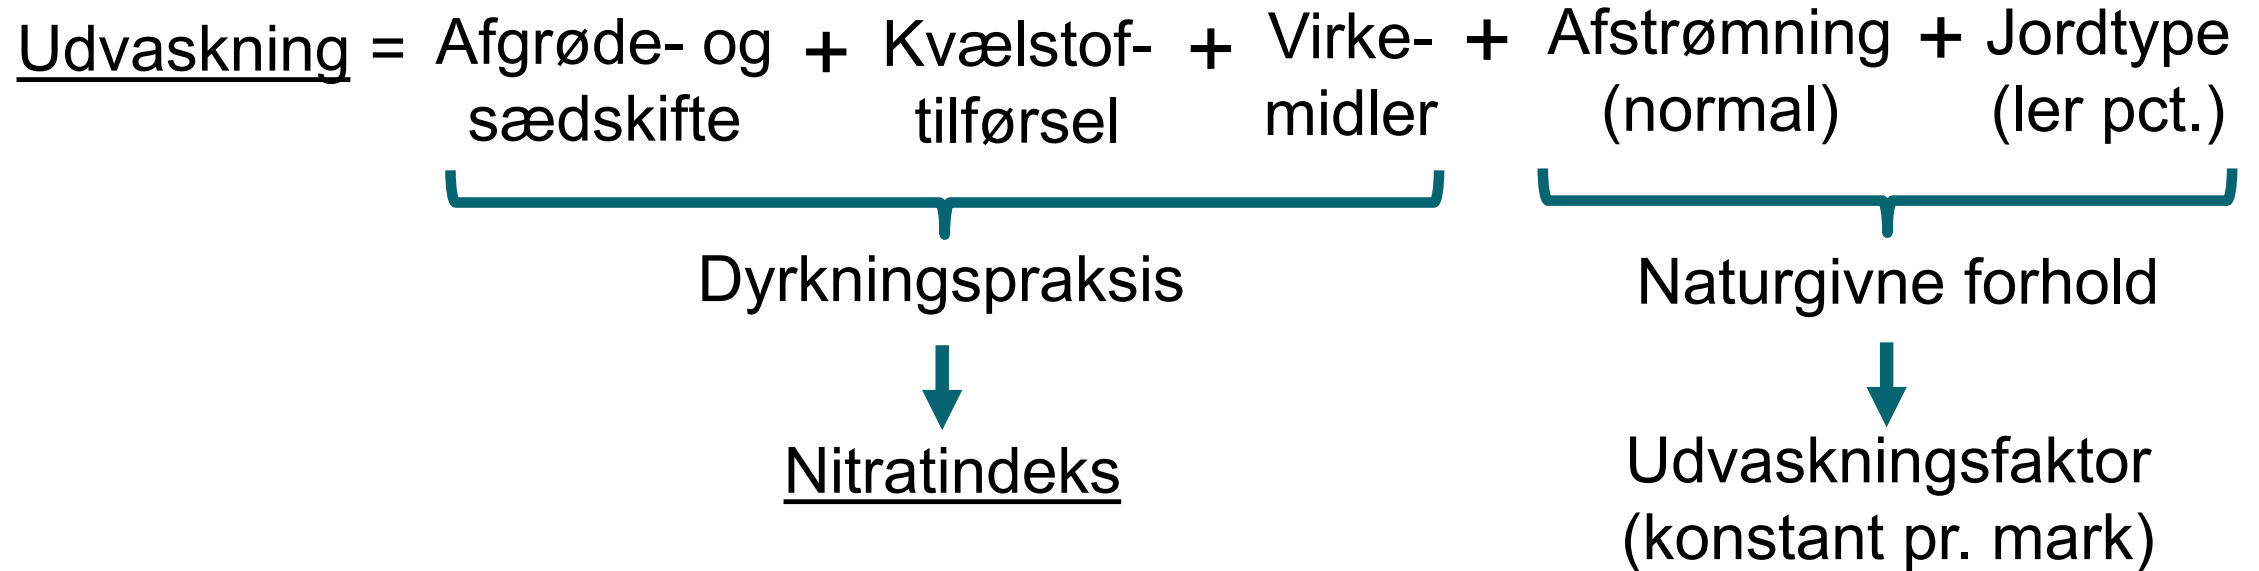 Udvaskning = Afgrøde- og + Kvælstof- + Virke- + Afstrømning + Jordtype
sædskifte tilførsel midler (normal) (ler pct.)
Dyrkningspraksis Naturgivne forhold
Nitratindeks Udvaskningsfaktor
(konstant pr. mark)